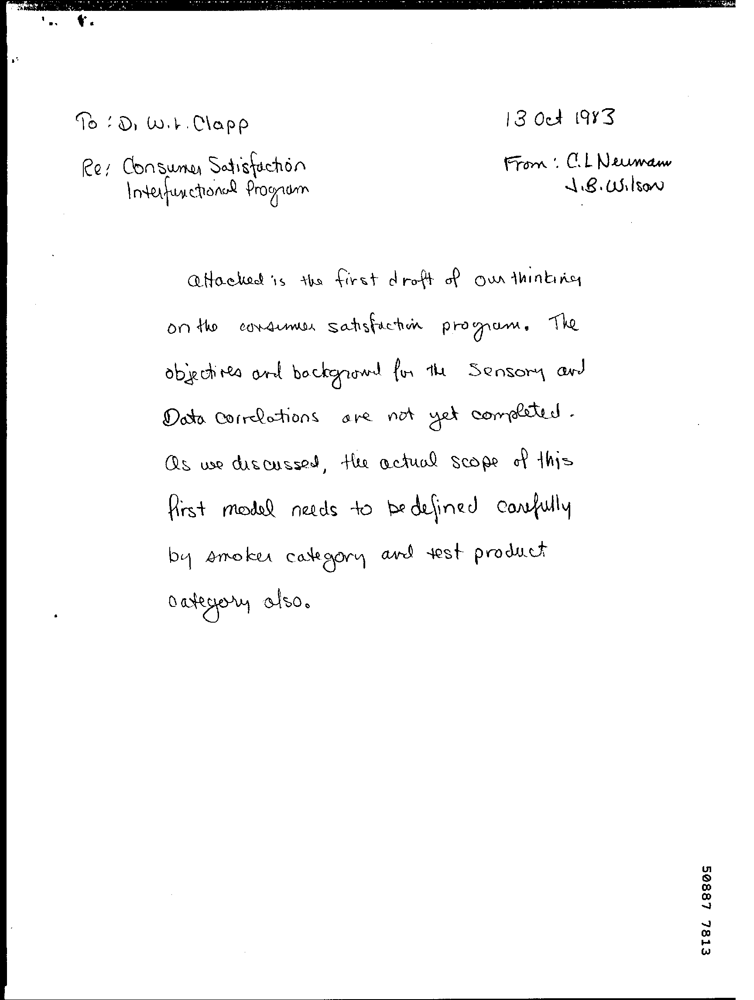 To: Dr W.L. Clapp
13 Oct 1983
Re: Consumer Satisfaction
Interfunctional Program
From: C.L Neumann
J.B. Wilson
Attached is the first draft of our thinking
on the consumer satisfaction program. The
objectives and background for the Sensory and
Data correlations are not yet completed.
As we discussed, the actual scope of this
first model needs to be defined carefully
by smoker category and test product
category also.
50887 7813